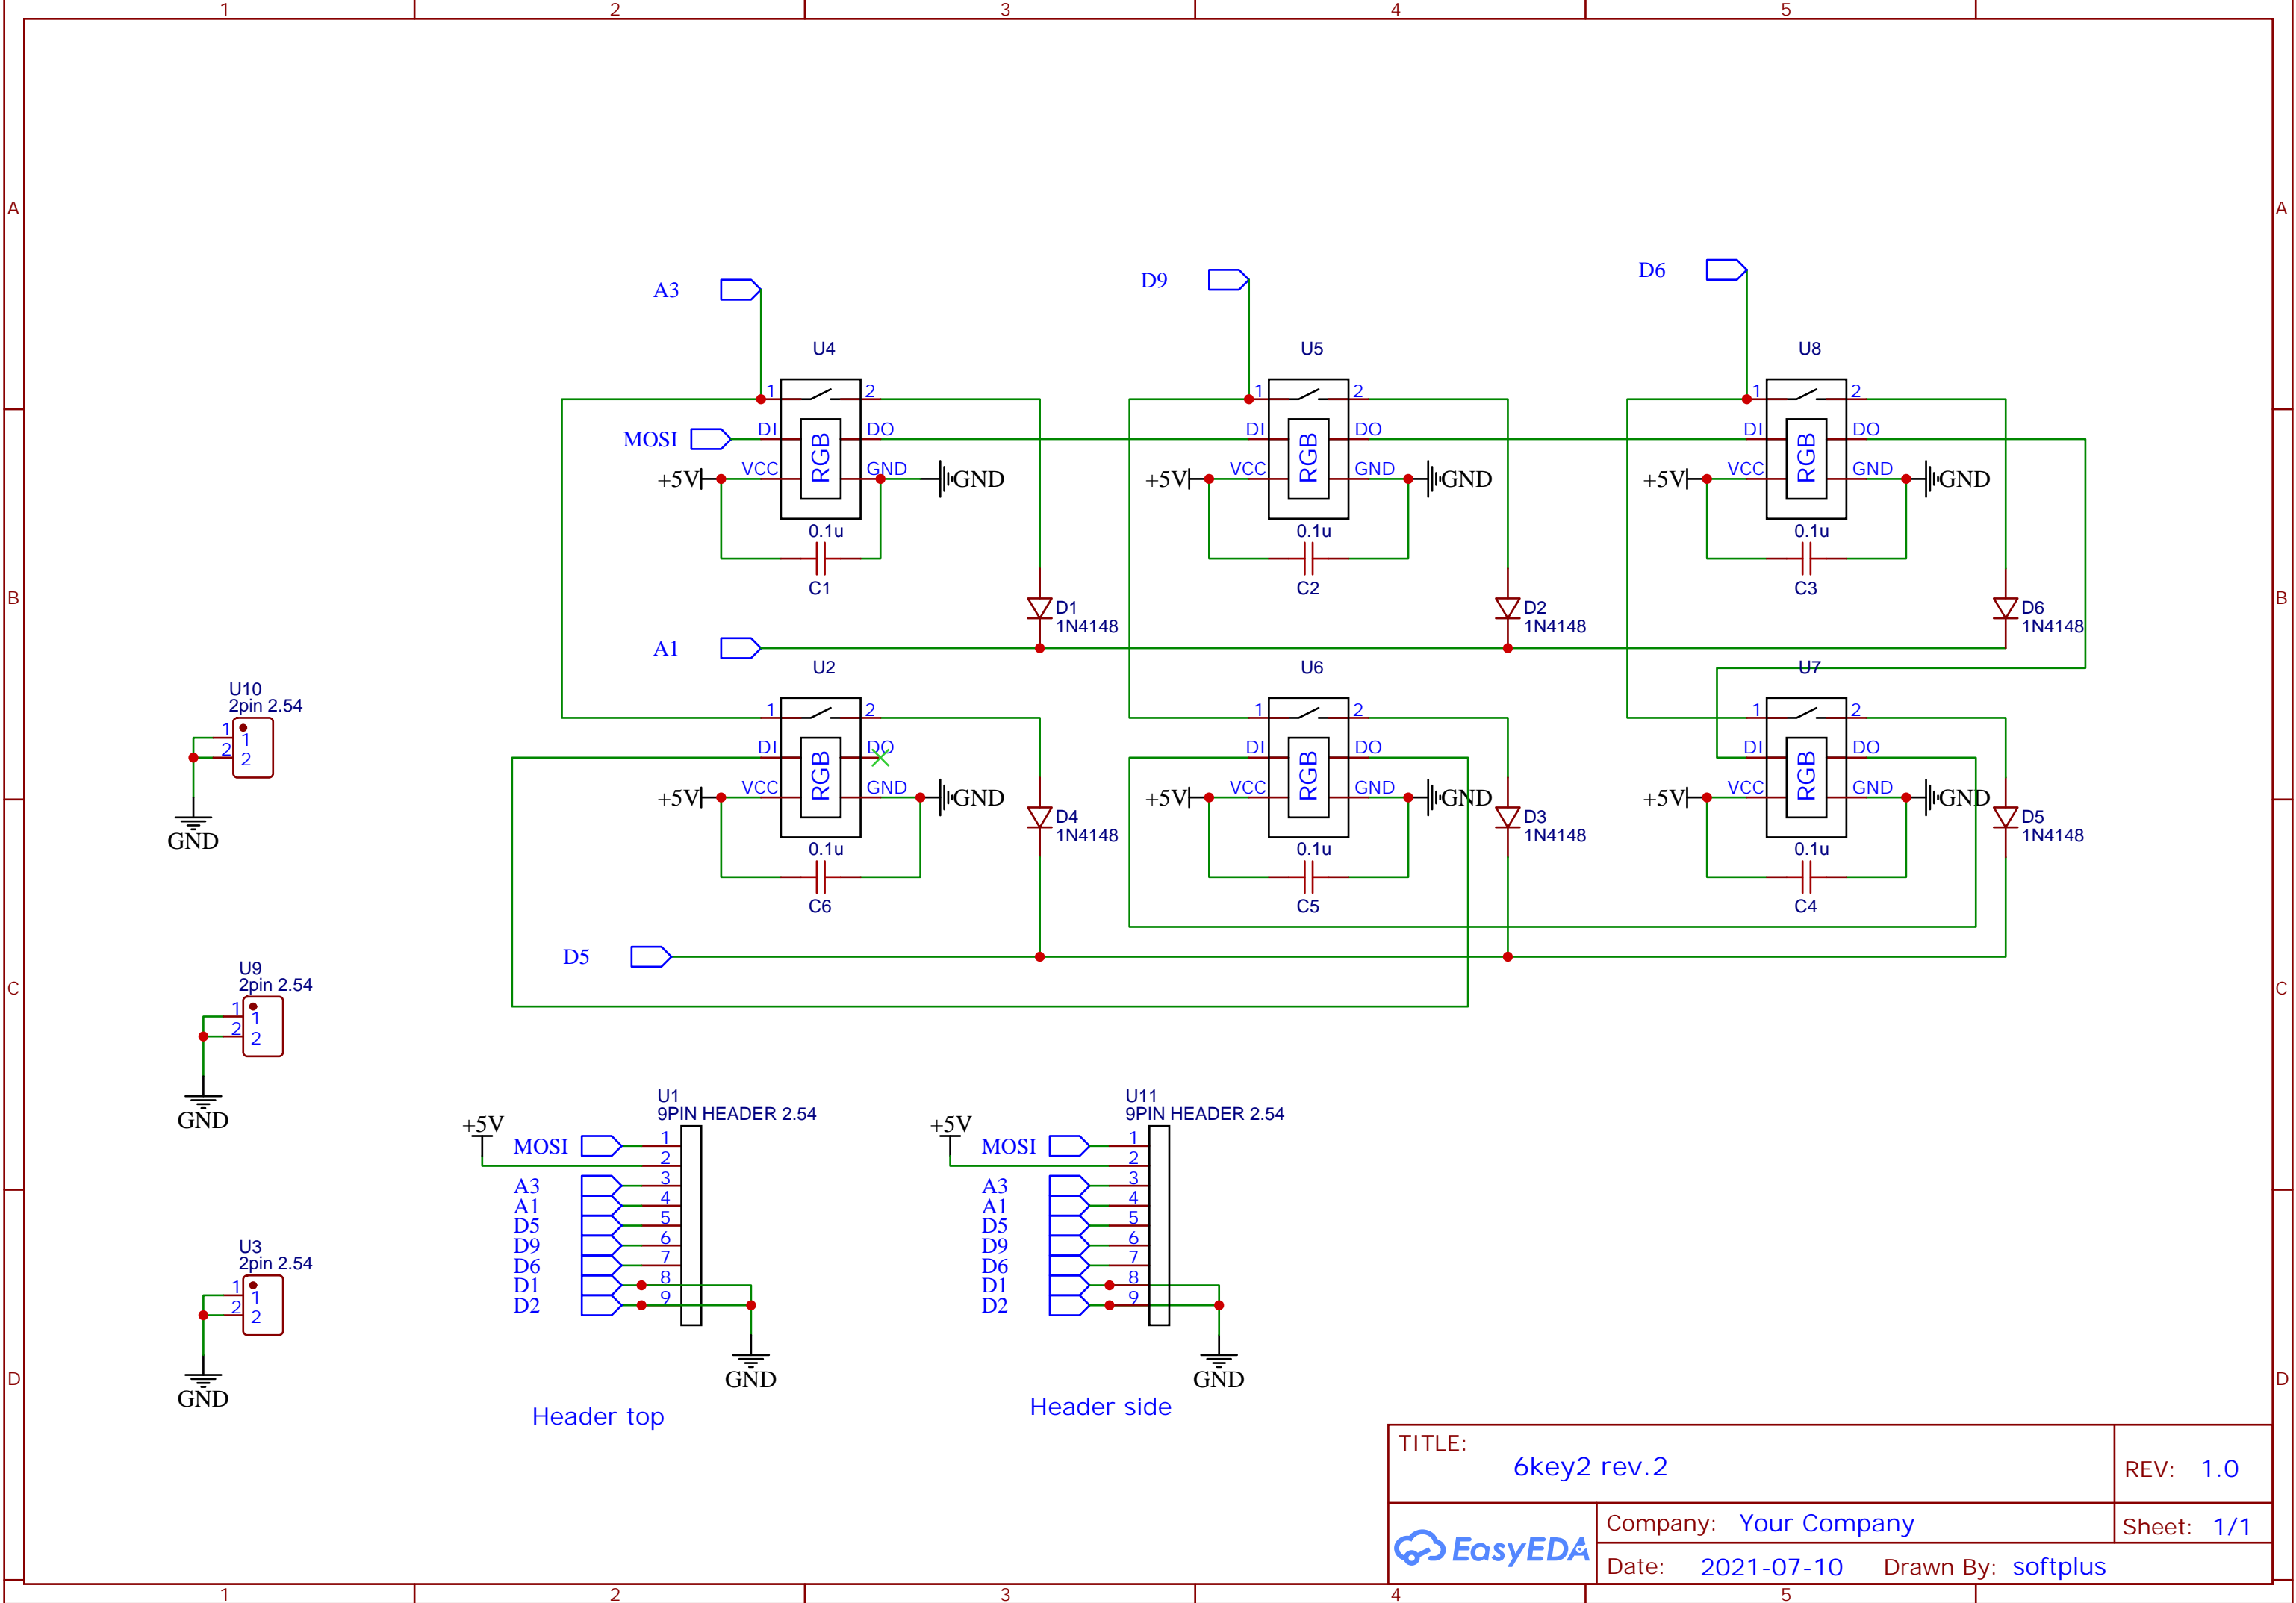 1 2 3 4 5
A A
A3 D9 D6
U4 U5 U8
1 2 1 2 1 2
MOSI DI DO DI DO DI DO
RGB RGB RGB
+5V VCC GND GND +5V VCC GND GND +5V VCC GND GND
0.1u 0.1u 0.1u
C1 C2 C3
B B
D1 D2 D6
1N4148 1N4148 1N4148
A1
U2 U6 U7
1 2 1 2 1 2
DI DO DI DO DI DO
RGB RGB RGB
+5V VCC GND GND +5V VCC GND GND +5V VCC GND GND
D4 D3 D5
1N4148 1N4148 1N4148
0.1u 0.1u 0.1u
C6 C5 C4
D5
U10
2pin 2.54
1 1
2 2
GND
C C
U9
2pin 2.54
1 1
2 2
GND
U3
2pin 2.54
1 1
2 2
GND
D D
U1
9PIN HEADER 2.54
+5V
MOSI 1
2
A3 3
A1 4
D5 5
D9 6
D6 7
D1 8
D2 9
GND
Header top
U11
9PIN HEADER 2.54
+5V
MOSI 1
2
A3 3
A1 4
D5 5
D9 6
D6 7
D1 8
D2 9
GND
Header side
TITLE:
6key2 rev.2
REV: 1.0
EasyEDA
Company: Your Company
Sheet: 1/1
Date: 2021-07-10 Drawn By: softplus
1 2 3 4 5